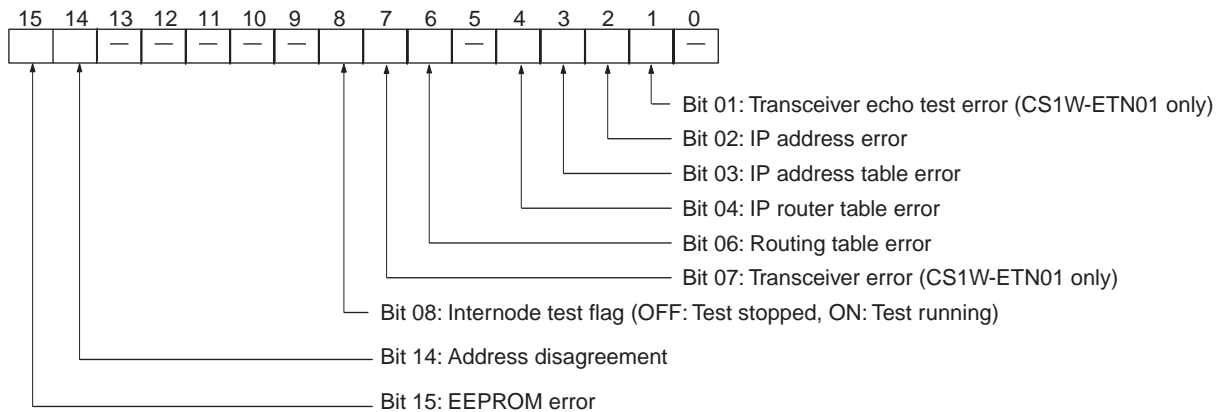 15 14 13 12 11 10 9 8 7 6 5 4 3 2 1 0
— — — — — — —
Bit 01: Transceiver echo test error (CS1W-ETN01 only)
Bit 02: IP address error
Bit 03: IP address table error
Bit 04: IP router table error
Bit 06: Routing table error
Bit 07: Transceiver error (CS1W-ETN01 only)
Bit 08: Internode test flag (OFF: Test stopped, ON: Test running)
Bit 14: Address disagreement
Bit 15: EEPROM error